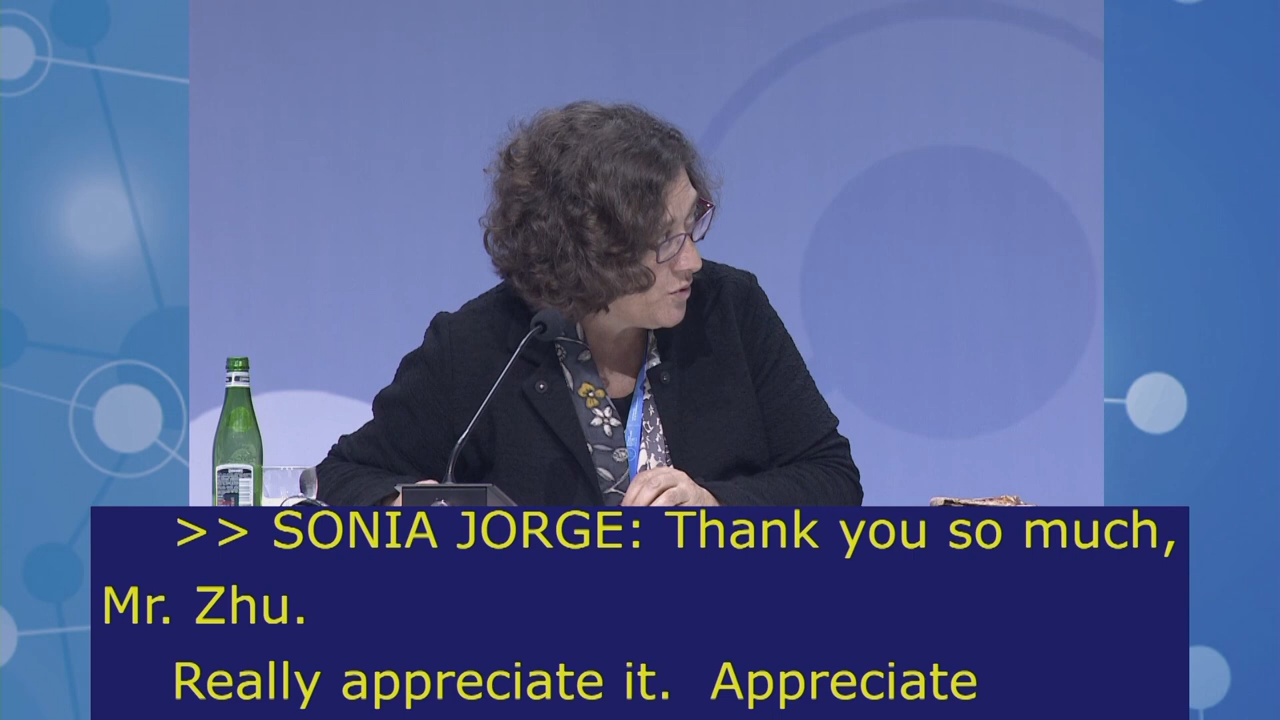 >> SONIA JORGE: Thank you so much,
Mr. Zhu.
Really appreciate it.  Appreciate